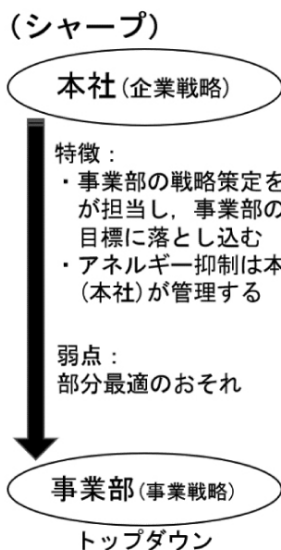 (シャープ)
本社(企業戦略)
特徴：
・事業部の戦略策定を
が担当し，事業部の
目標に落とし込む
・アネルギー抑制は本
(本社)が管理する
弱点：
部分最適のおそれ
事業部(事業戦略)
トップダウン